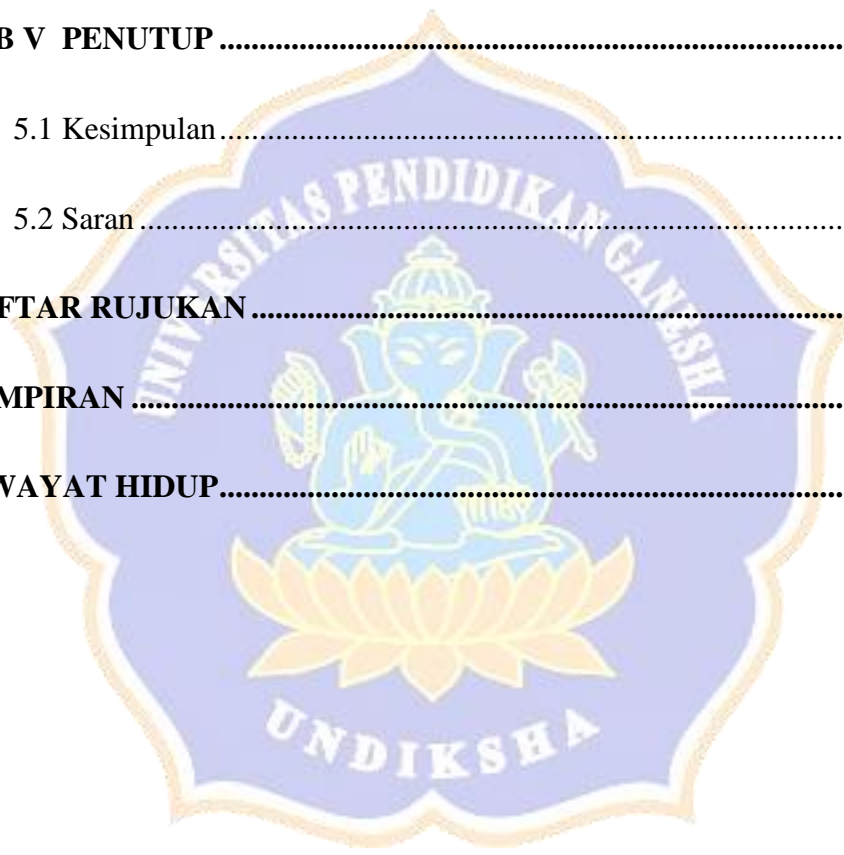 B V  PENUTUP ................................................................................
5.1 Kesimpulan ................................................................................
5.2 Saran ................................................................................
FTAR RUJUKAN ................................................................................
MPIRAN ................................................................................
WAYAT HIDUP ................................................................................
UNIVERSITAS PENDIDIKAN GANESHA
UNDIKSHA